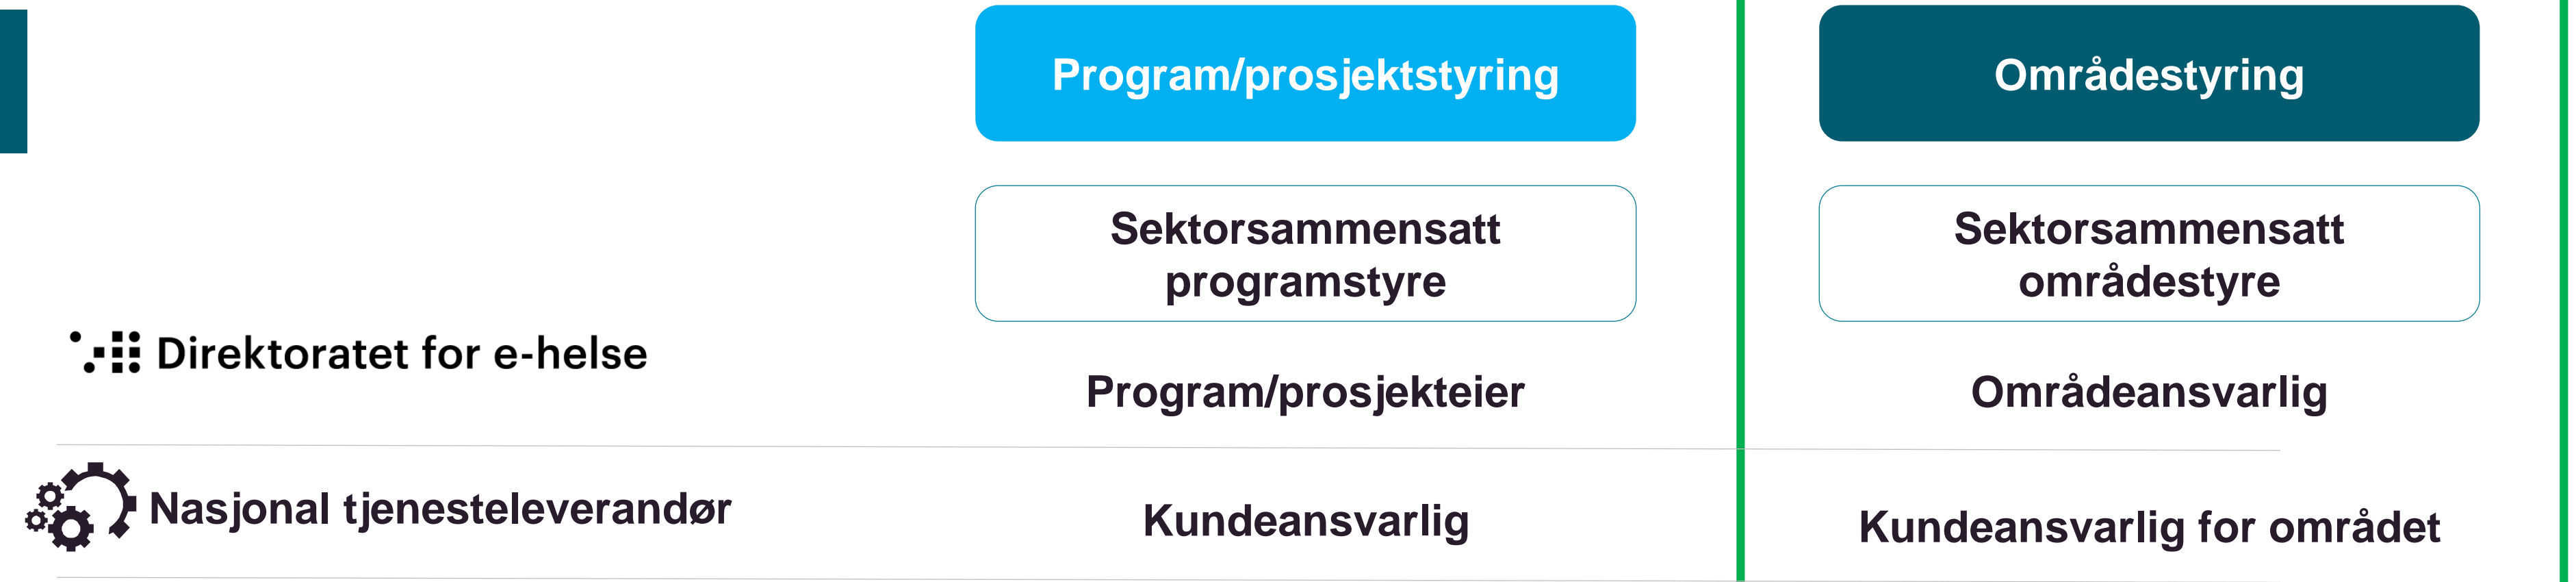 Program/prosjektstyring
Områdestyring
Sektorsammensatt
programstyre
Sektorsammensatt
områdestyre
Direktoratet for e-helse
Program/prosjekteier
Områdeansvarlig
Nasjonal tjenesteleverandør
Kundeansvarlig
Kundeansvarlig for området